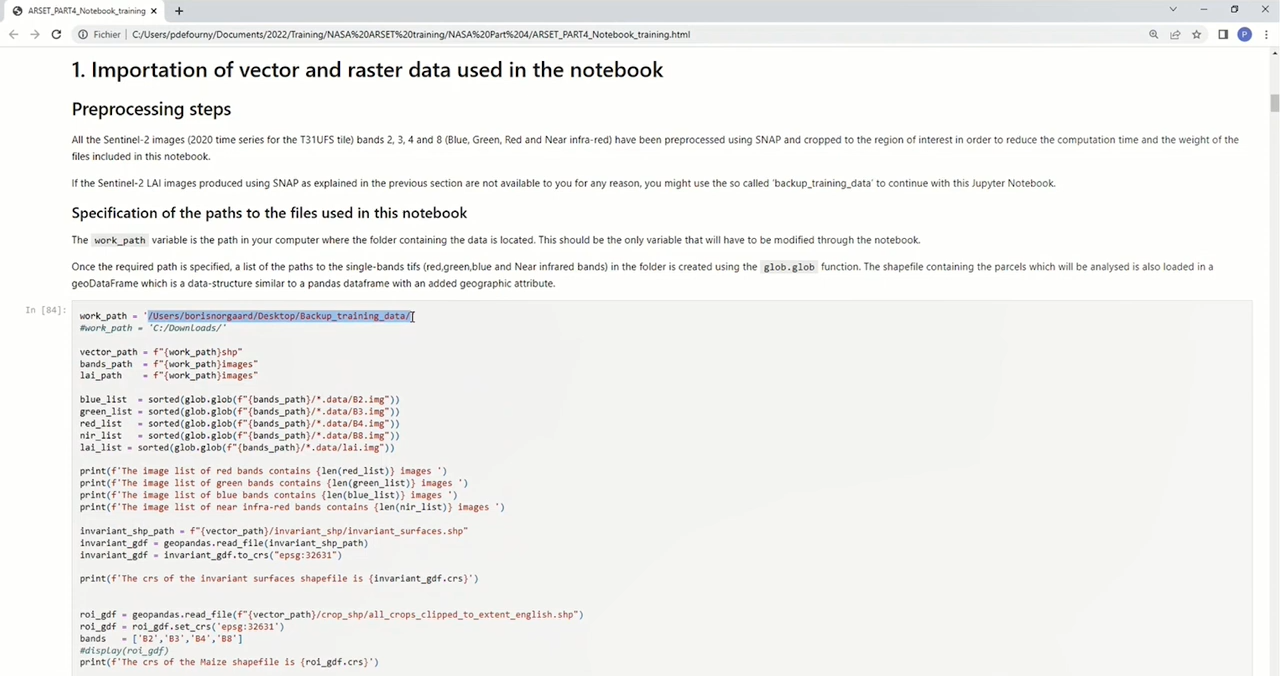 ARSET_PART4_Notebook_training
Fichier
C:/Users/pdefourny/Documents/2022/Training/NASA%20ARSET%20training/NASA%20Part%204/ARSET_PART4_Notebook_training.html
P
1. Importation of vector and raster data used in the notebook
Preprocessing steps
All the Sentinel-2 images (2020 time series for the T31UFS tile) bands 2, 3, 4 and 8 (Blue, Green, Red and Near infra-red) have been preprocessed using SNAP and cropped to the region of interest in order to reduce the computation time and the weight of the
files included in this notebook.
If the Sentinel-2 LAI images produced using SNAP as explained in the previous section are not available to you for any reason, you might use the so called 'backup_training_data' to continue with this Jupyter Notebook.
Specification of the paths to the files used in this notebook
The work_path variable is the path in your computer where the folder containing the data is located. This should be the only variable that will have to be modified through the notebook.
Once the required path is specified, a list of the paths to the single-bands tifs (red,green,blue and Near infrared bands) in the folder is created using the glob.glob function. The shapefile containing the parcels which will be analysed is also loaded in a
geoDataFrame which is a data-structure similar to a pandas dataframe with an added geographic attribute.
In [84]:
work_path = '/Users/borisnorgaard/Desktop/Backup_training_data/'
#work_path = 'C:/Downloads/'
vector_path = f"{work_path}shp"
bands_path = f"{work_path}images"
lai_path = f"{work_path}images"
blue_list = sorted(glob.glob(f"{bands_path}/*.data/B2.img"))
green_list = sorted(glob.glob(f"{bands_path}/*.data/B3.img"))
red_list = sorted(glob.glob(f"{bands_path}/*.data/B4.img"))
nir_list = sorted(glob.glob(f"{bands_path}/*.data/B8.img"))
lai_list = sorted(glob.glob(f"{bands_path}/*.data/lai.img"))
print(f'The image list of red bands contains {len(red_list)} images ')
print(f'The image list of green bands contains {len(green_list)} images ')
print(f'The image list of blue bands contains {len(blue_list)} images ')
print(f'The image list of near infra-red bands contains {len(nir_list)} images ')
invariant_shp_path = f"{vector_path}/invariant_shp/invariant_surfaces.shp"
invariant_gdf = geopandas.read_file(invariant_shp_path)
invariant_gdf = invariant_gdf.to_crs("epsg:32631")
print(f'The crs of the invariant surfaces shapefile is {invariant_gdf.crs}')
roi_gdf = geopandas.read_file(f"{vector_path}/crop_shp/all_crops_clipped_to_extent_english.shp")
roi_gdf = roi_gdf.set_crs('epsg:32631')
bands = ['B2','B3','B4','B8']
#display(roi_gdf)
print(f'The crs of the Maize shapefile is {roi_gdf.crs}')